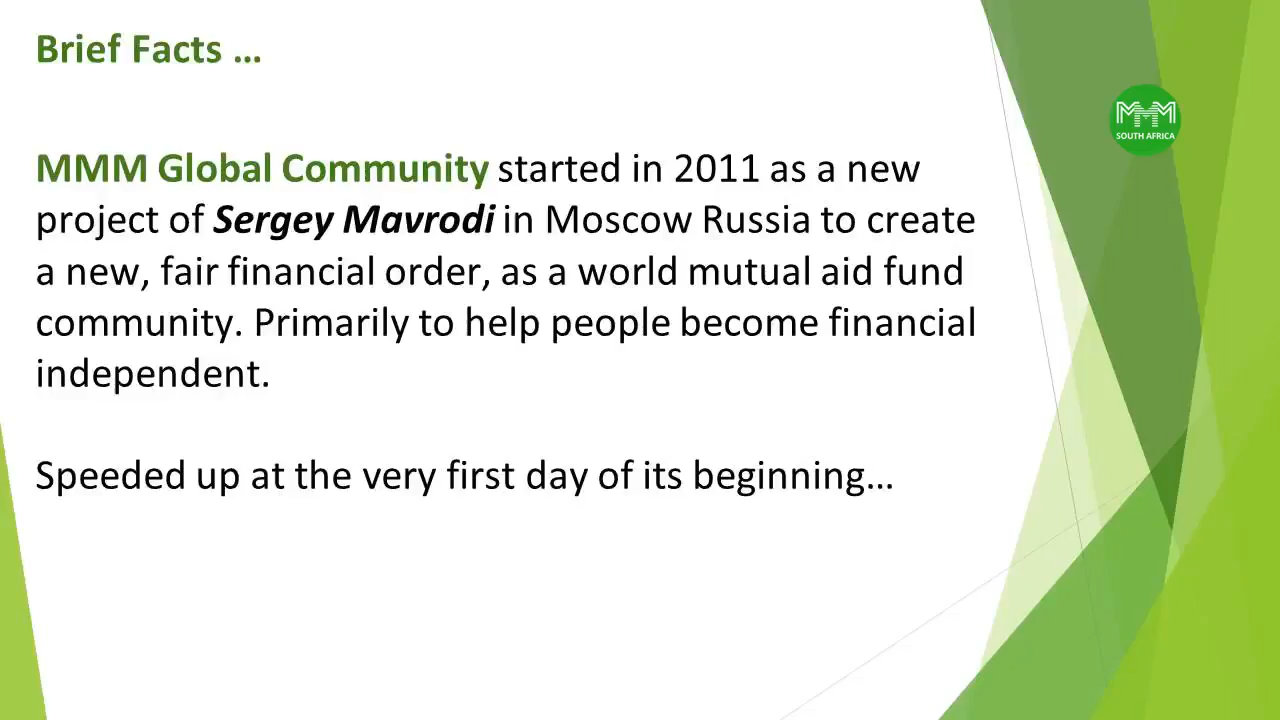 Brief Facts …
MMM
SOUTH AFRICA
MMM Global Community started in 2011 as a new
project of Sergey Mavrodi in Moscow Russia to create
a new, fair financial order, as a world mutual aid fund
community. Primarily to help people become financial
independent.
Speeded up at the very first day of its beginning…